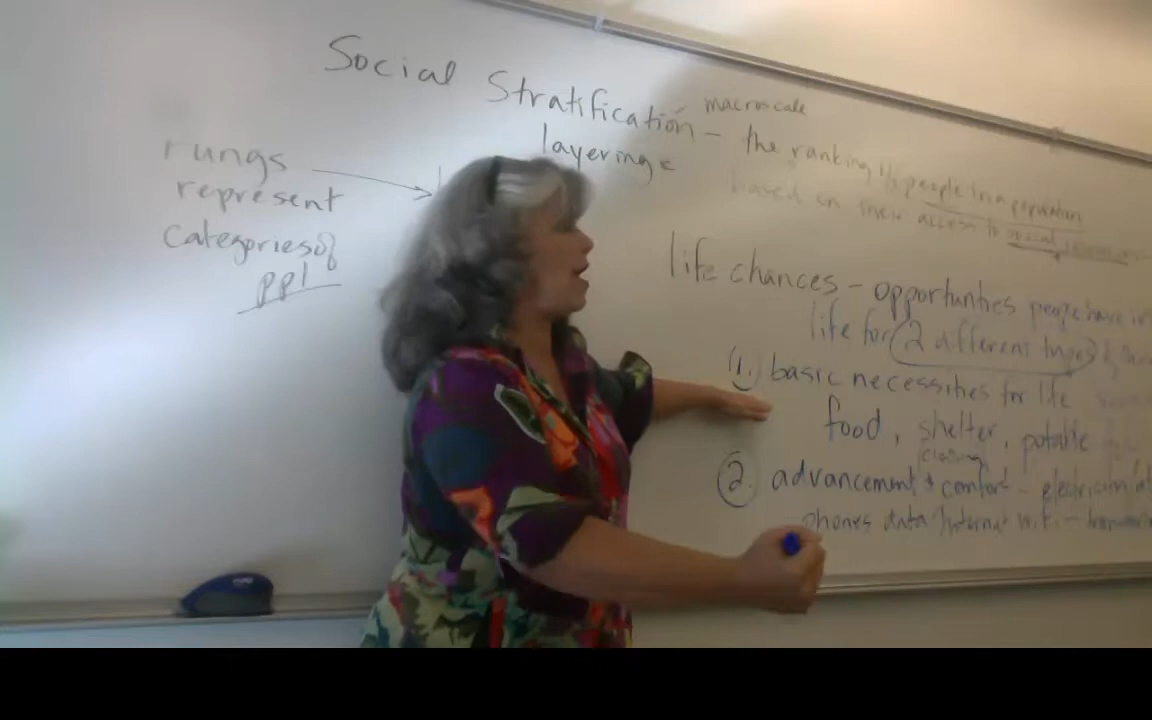 Social Stratification – the ranking of people in a population
macroscale
layering
based on their access to social
rungs
represent
categories of
ppl
life chances – opportunities people have in
life for 2 different types of
1. basic necessities for life
food, shelter, potable
clothing
2. advancement & comfort – electricity
phones data Internet wifi –